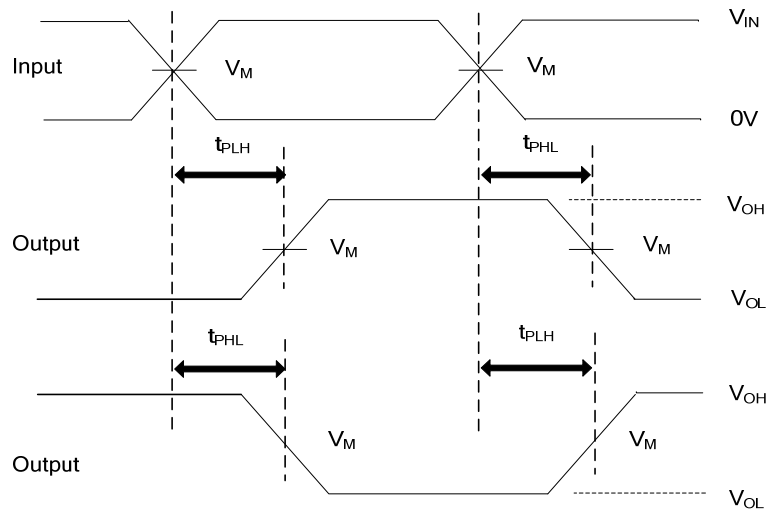 V_IN
Input V_M V_M
0V
t_PLH t_PHL
V_OH
Output V_M V_M
V_OL
t_PHL t_PLH
V_OH
V_M V_M
Output
V_OL